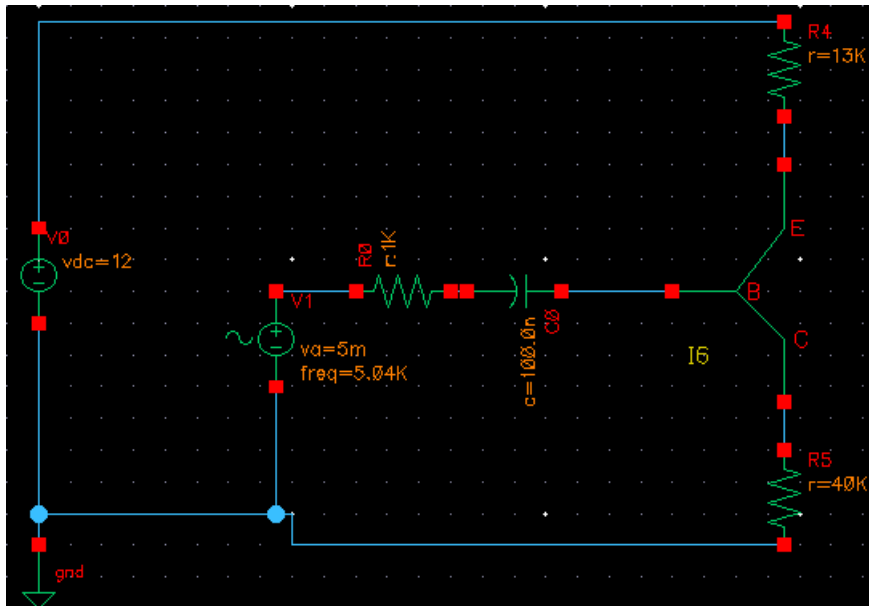 R4
r=13K
V0
vdc=12
E
R0
r:1K
V1
B
C0
c=100.0n
C
va=5m
freq=5.04K
I6
R5
r=40K
gnd